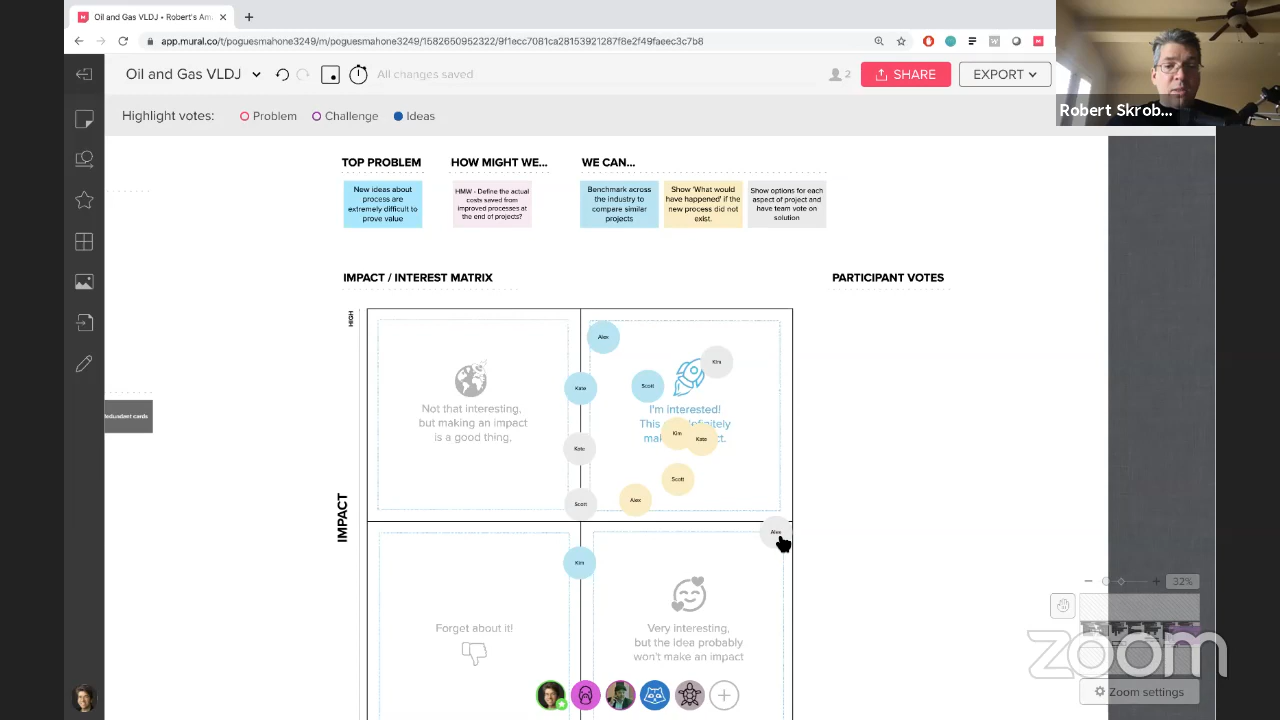 Oil and Gas VLDJ • Robert's Am
app.mural.co/t/poguesmahone3249/m/poguesmahone3249/1582650952322/9f1ecc7081ca28153921287f8e2f49faeec3c7b8
Oil and Gas VLDJ
All changes saved
2
SHARE
EXPORT
Robert Skrob...
Highlight votes:
Problem
Challenge
Ideas
TOP PROBLEM
HOW MIGHT WE...
WE CAN...
New ideas about
process are
extremely difficult to
prove value
HMW - Define the actual
costs saved from
improved processes at
the end of projects?
Benchmark across
the industry to
compare similar
projects
Show 'What would
have happened' if the
new process did not
exist.
Show options for each
aspect of project and
have team vote on
solution
IMPACT / INTEREST MATRIX
PARTICIPANT VOTES
HIGH
IMPACT
Redundant cards
Not that interesting,
but making an impact
is a good thing.
I'm interested!
Alex
Kim
Kate
Scott
Kim
Kate
Kate
Scott
Scott
Alex
Alex
Kim
Forget about it!
Very interesting,
but the idea probably
won't make an impact
32%
zoom
Zoom settings